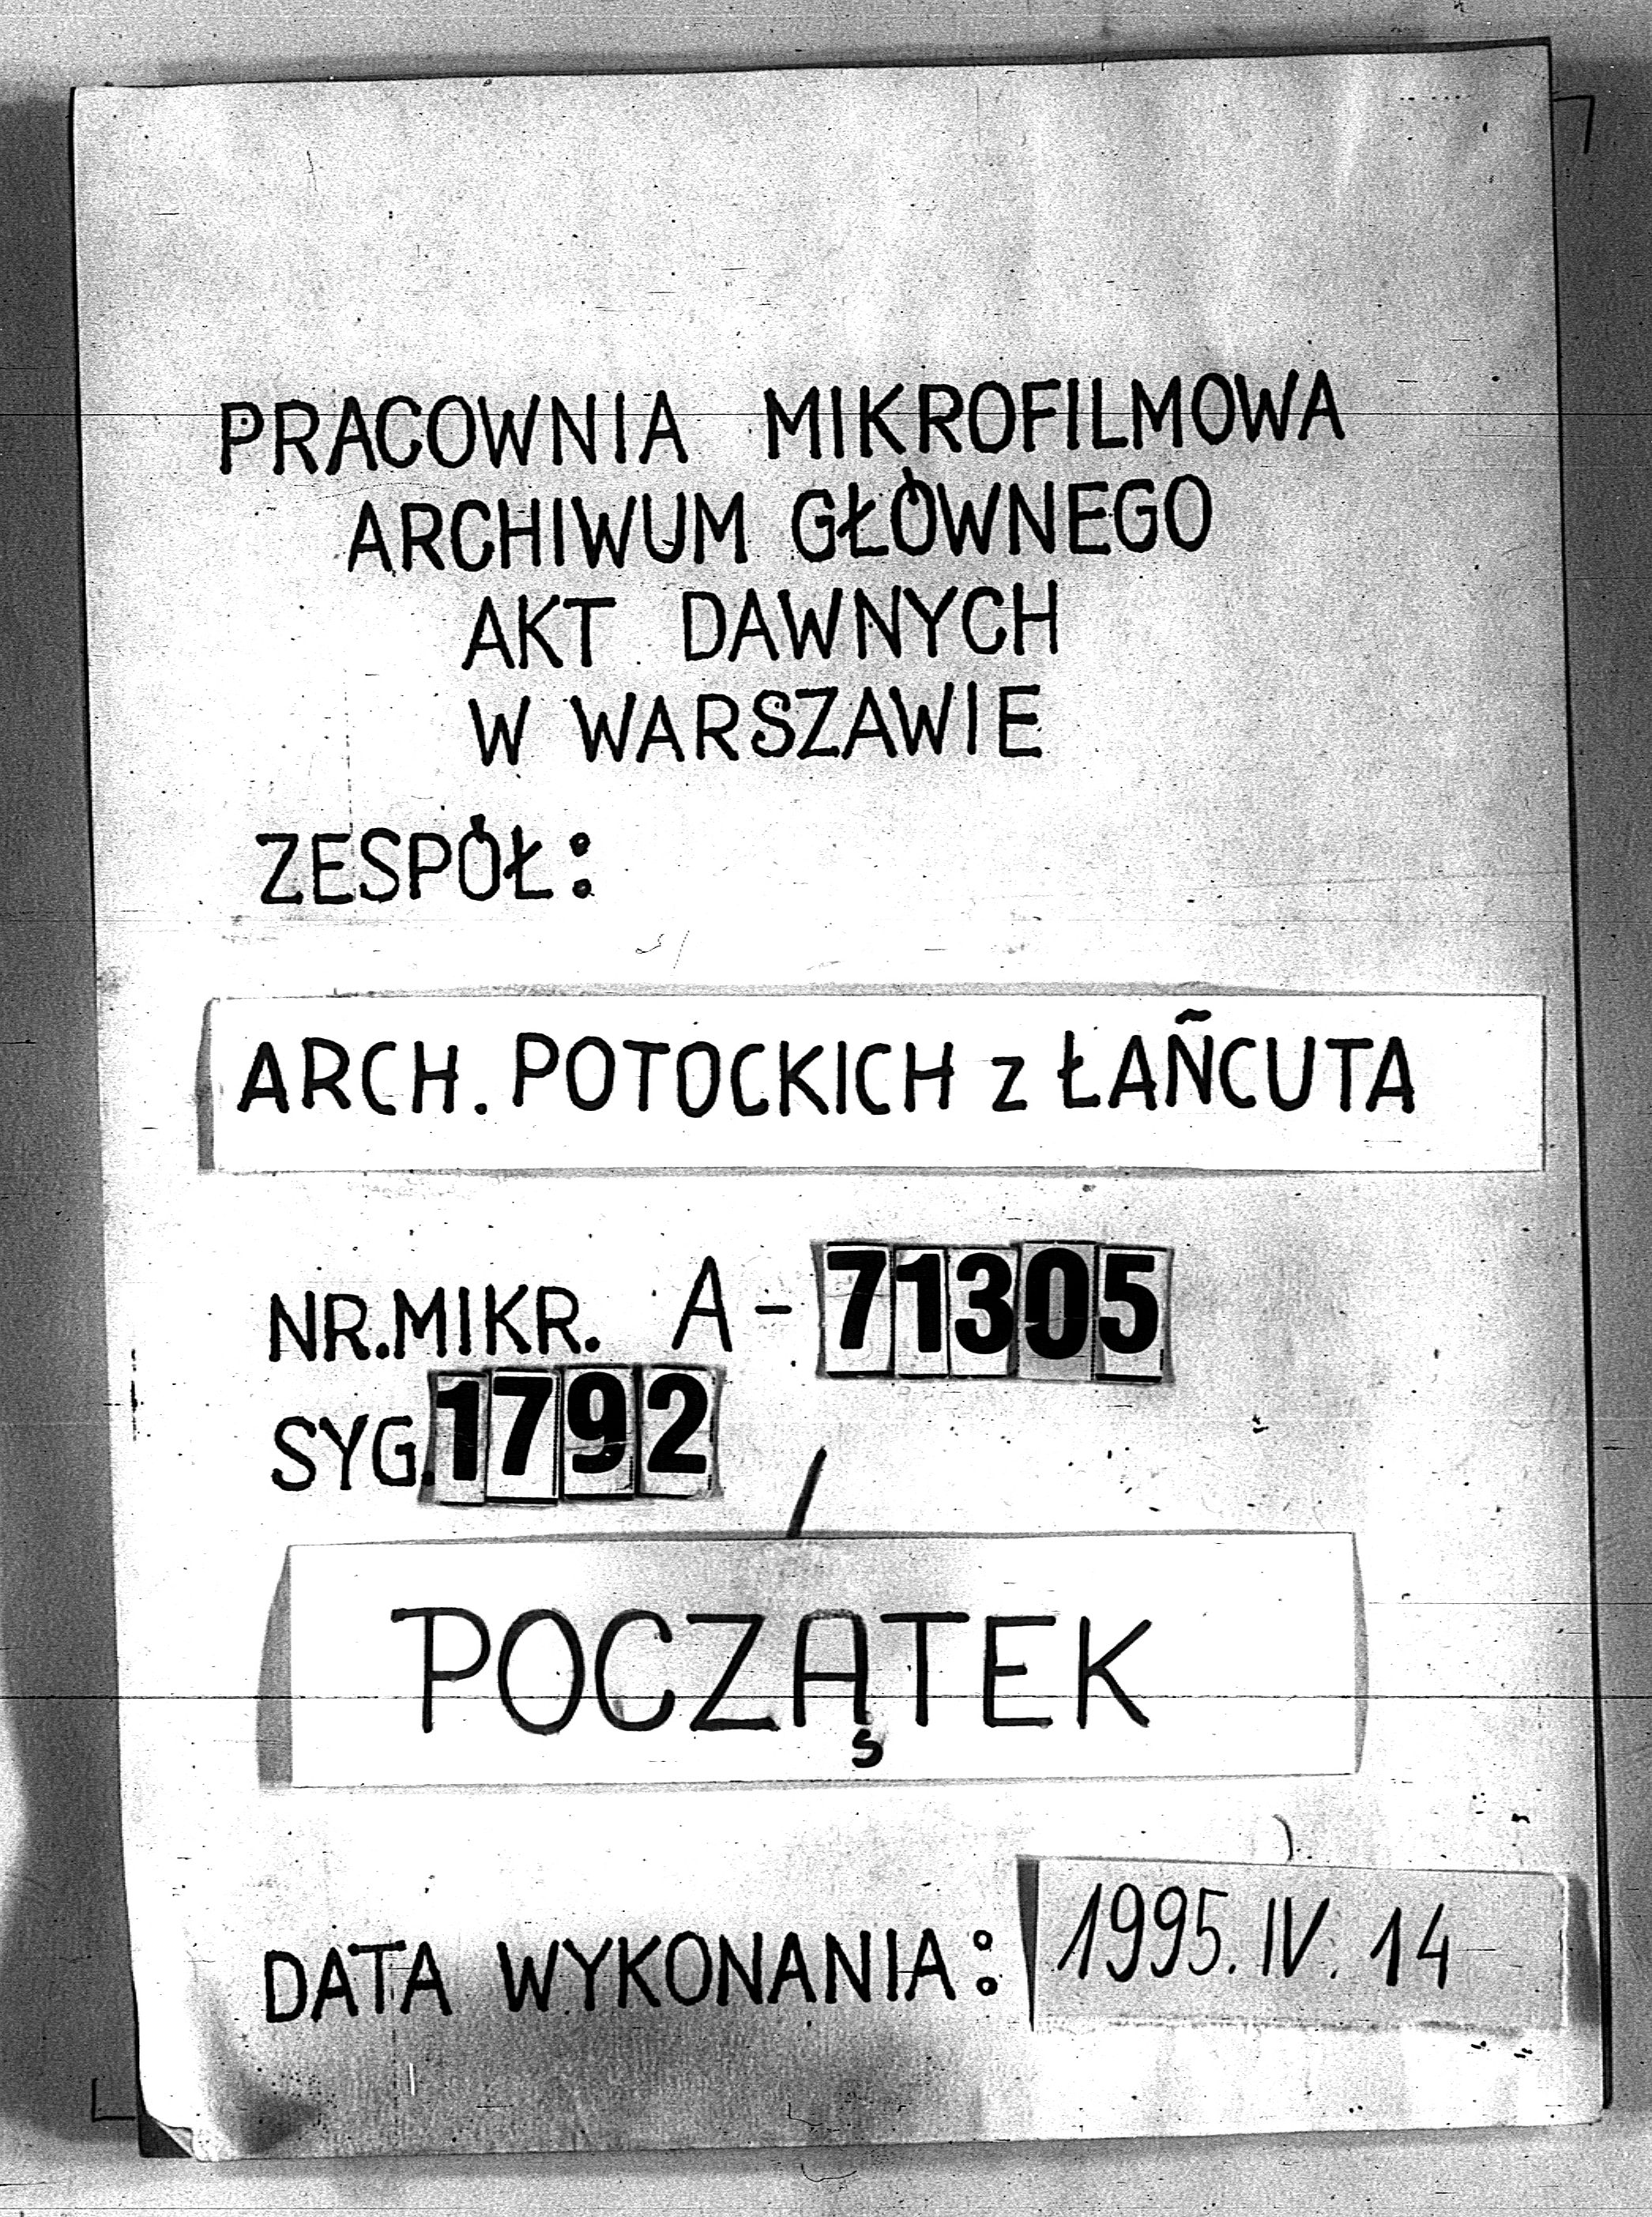 PRACOWNIA MIKROFILMOWA
ARCHIWUM GŁÓWNEGO
AKT DAWNYCH
W WARSZAWIE
ZESPÓŁ:
ARCH. POTOCKICH z ŁAŃCUTA
NR.MIKR. A-71305
SYG.1792
POCZĄTEK
DATA WYKONANIA: 1995.IV.14